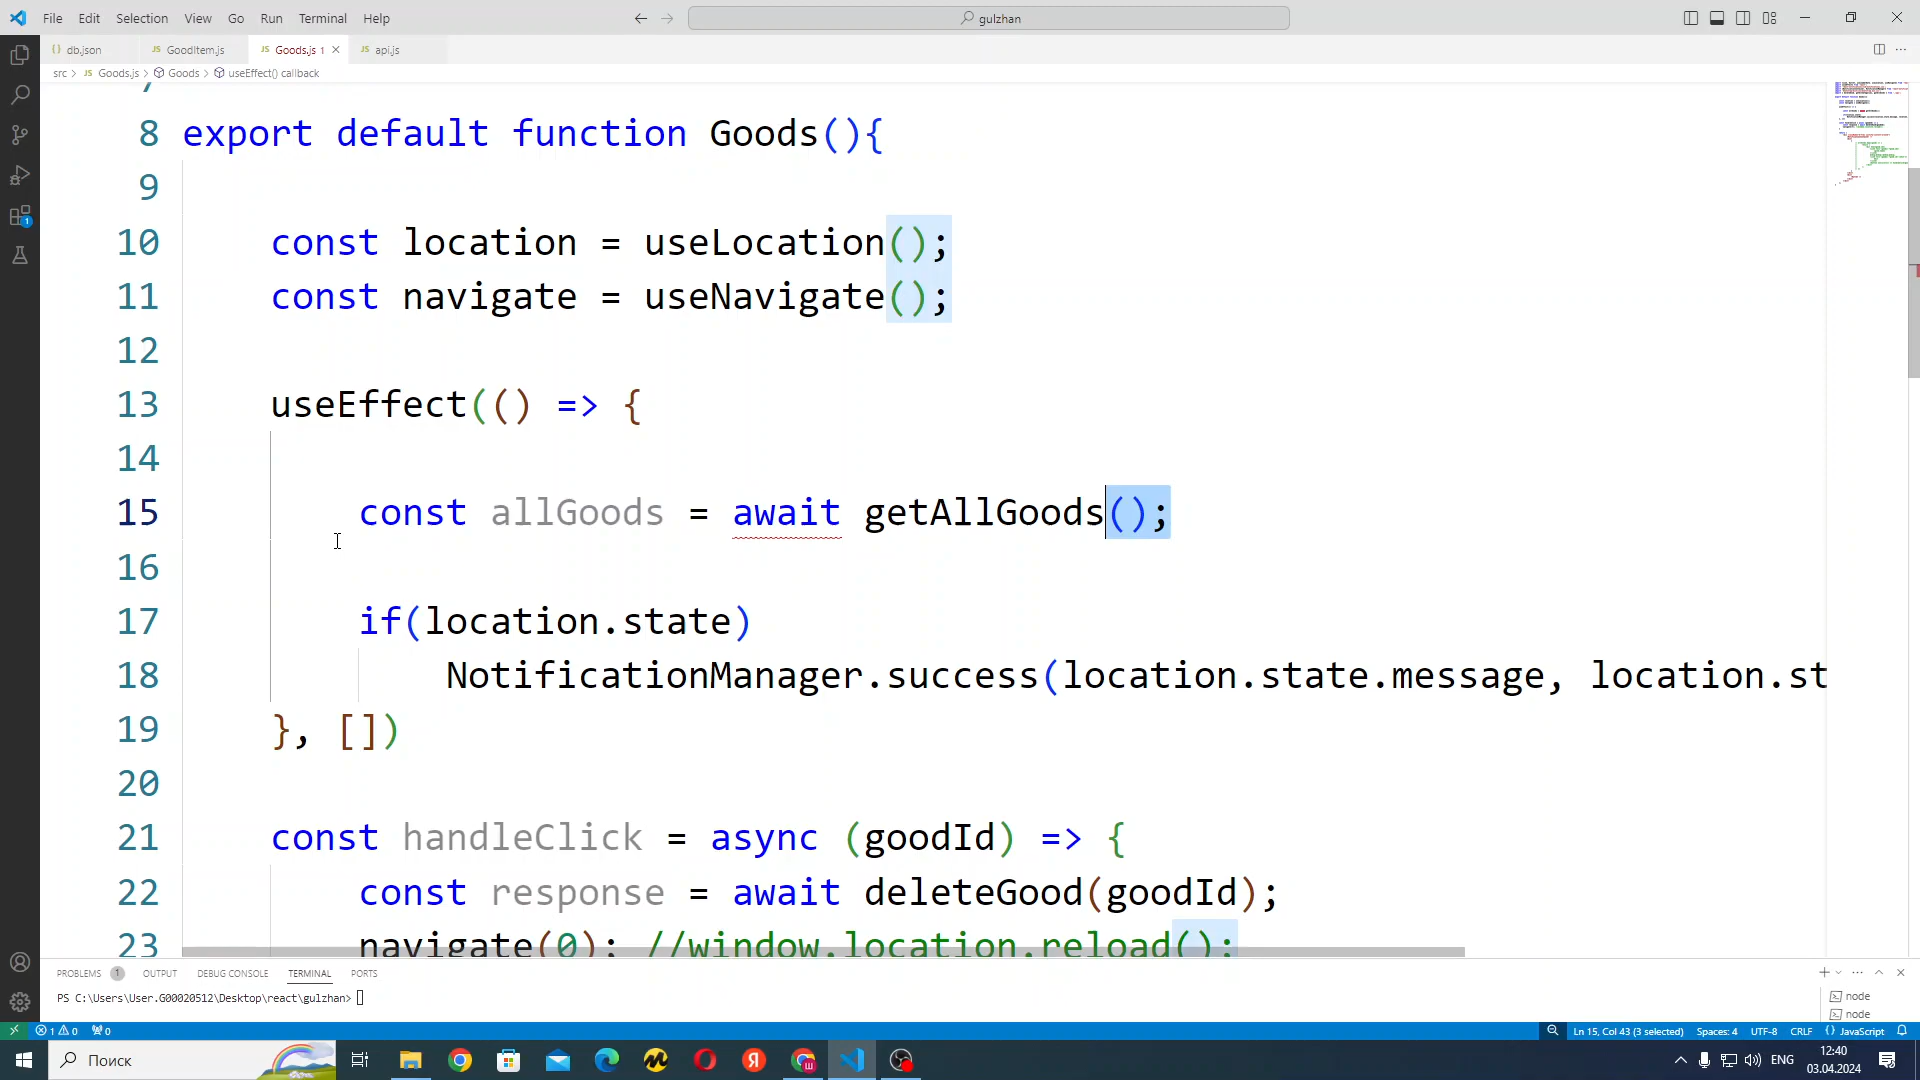 File Edit Selection View Go Run Terminal Help
gulzhan
db.json GoodItem.js Goods.js 1 api.js
src > JS Goods.js > Goods > useEffect() callback
7
8 export default function Goods(){
9
10 const location = useLocation();
11 const navigate = useNavigate();
12
13 useEffect(() => {
14
15 const allGoods = await getAllGoods();
16
17 if(location.state)
18 NotificationManager.success(location.state.message, location.st
19 }, [])
20
21 const handleClick = async (goodId) => {
22 const response = await deleteGood(goodId);
23 navigate(0); //window.location.reload();
PROBLEMS 1 OUTPUT DEBUG CONSOLE TERMINAL PORTS
PS C:\Users\User.G00020512\Desktop\react\gulzhan>
node
node
1 0 0 Ln 15, Col 43 (3 selected) Spaces: 4 UTF-8 CRLF {} JavaScript
Поиск
ENG
12:40
03.04.2024